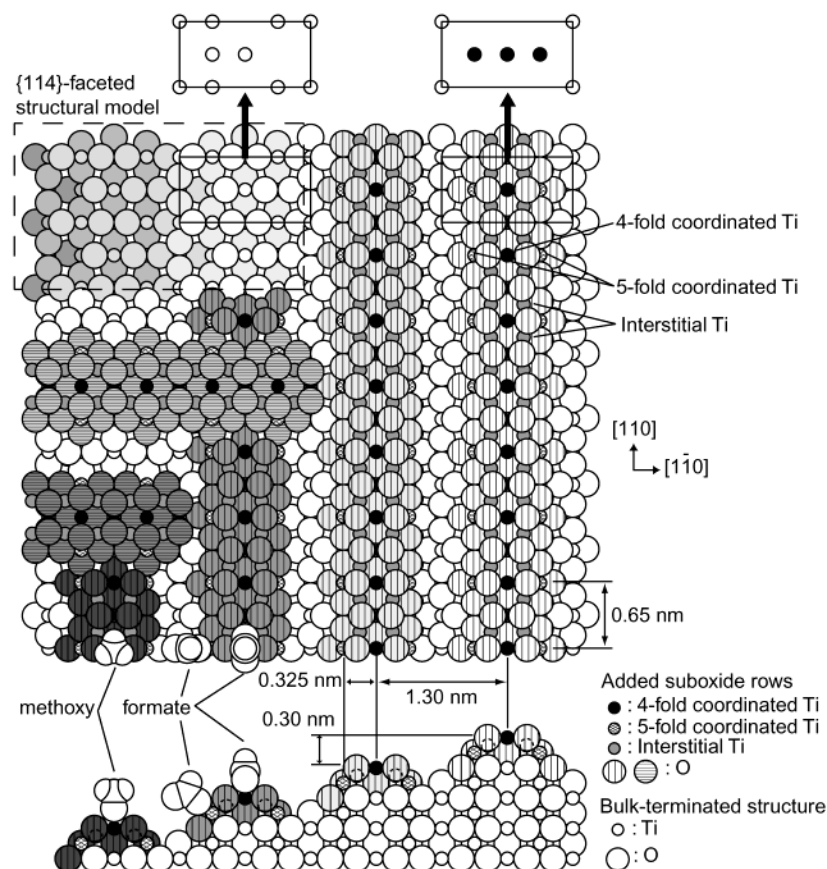 {114}-faceted
structural model
4-fold coordinated Ti
5-fold coordinated Ti
Interstitial Ti
[110]
[11̄0]
0.65 nm
0.325 nm
1.30 nm
methoxy
formate
0.30 nm
Added suboxide rows
: 4-fold coordinated Ti
: 5-fold coordinated Ti
: Interstitial Ti
: O
Bulk-terminated structure
: Ti
: O